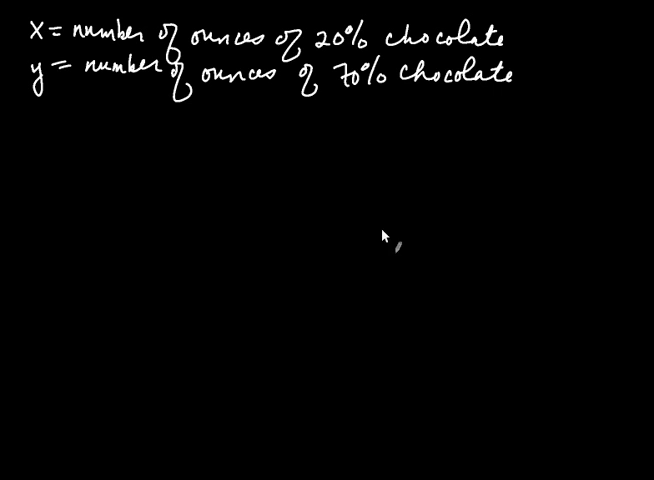 x = number of ounces of 20% chocolate
y = number of ounces of 70% chocolate